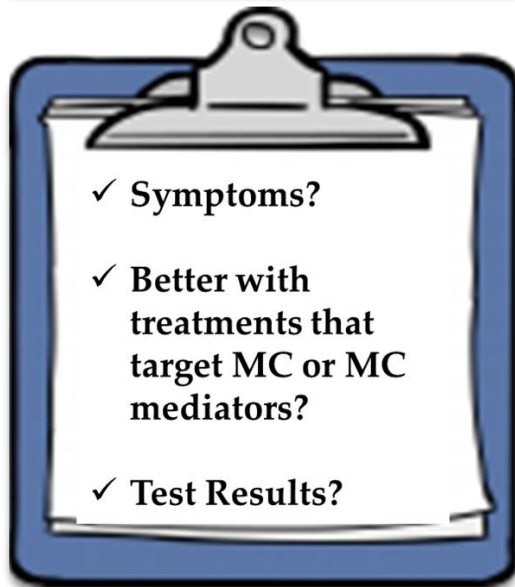 ✓ Symptoms?
✓ Better with
treatments that
target MC or MC
mediators?
✓ Test Results?